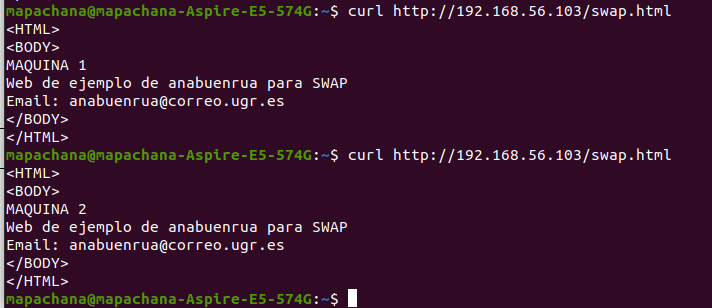 mapachana@mapachana-Aspire-E5-574G:~$ curl http://192.168.56.103/swap.html
<HTML>
<BODY>
MAQUINA 1
Web de ejemplo de anabuenrua para SWAP
Email: anabuenrua@correo.ugr.es
</BODY>
</HTML>
mapachana@mapachana-Aspire-E5-574G:~$ curl http://192.168.56.103/swap.html
<HTML>
<BODY>
MAQUINA 2
Web de ejemplo de anabuenrua para SWAP
Email: anabuenrua@correo.ugr.es
</BODY>
</HTML>
mapachana@mapachana-Aspire-E5-574G:~$